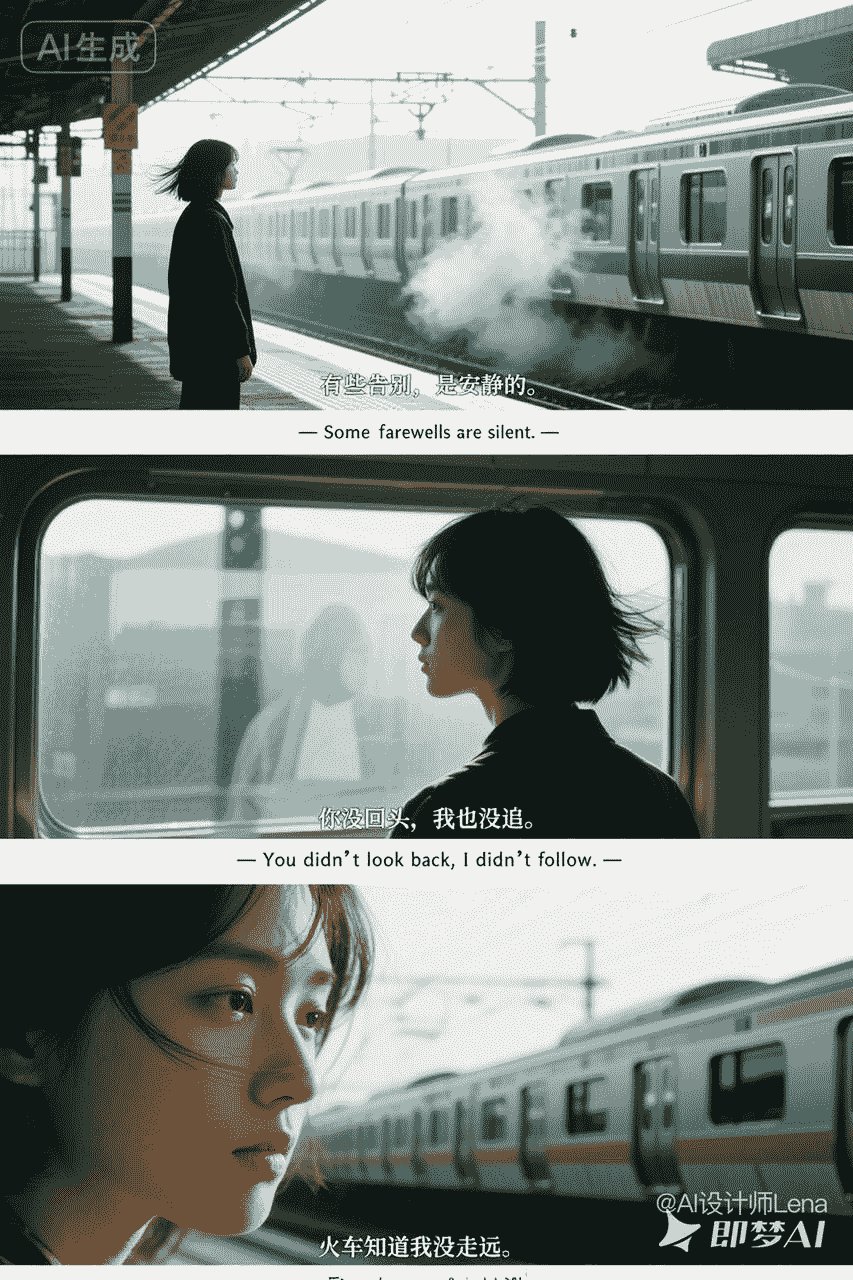 AI生成
有些告别，是安静的。
— Some farewells are silent. —
你没回头，我也没追。
— You didn't look back, I didn't follow. —
@AI设计师Lena
即梦AI
火车知道我没走远。